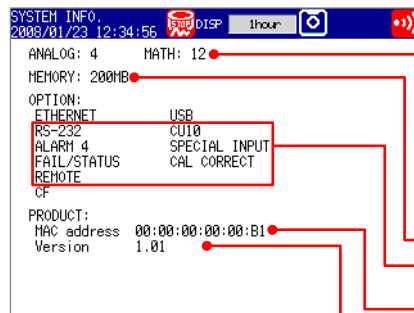 SYSTEM INFO.
2008/01/23 12:34:56 STOP DISP 1hour
ANALOG: 4 MATH: 12
MEMORY: 200MB
OPTION:
ETHERNET USB
RS-232 CU10
ALARM 4 SPECIAL INPUT
FAIL/STATUS CAL CORRECT
REMOTE
CF
PRODUCT:
MAC address 00:00:00:00:00:B1
Version 1.01